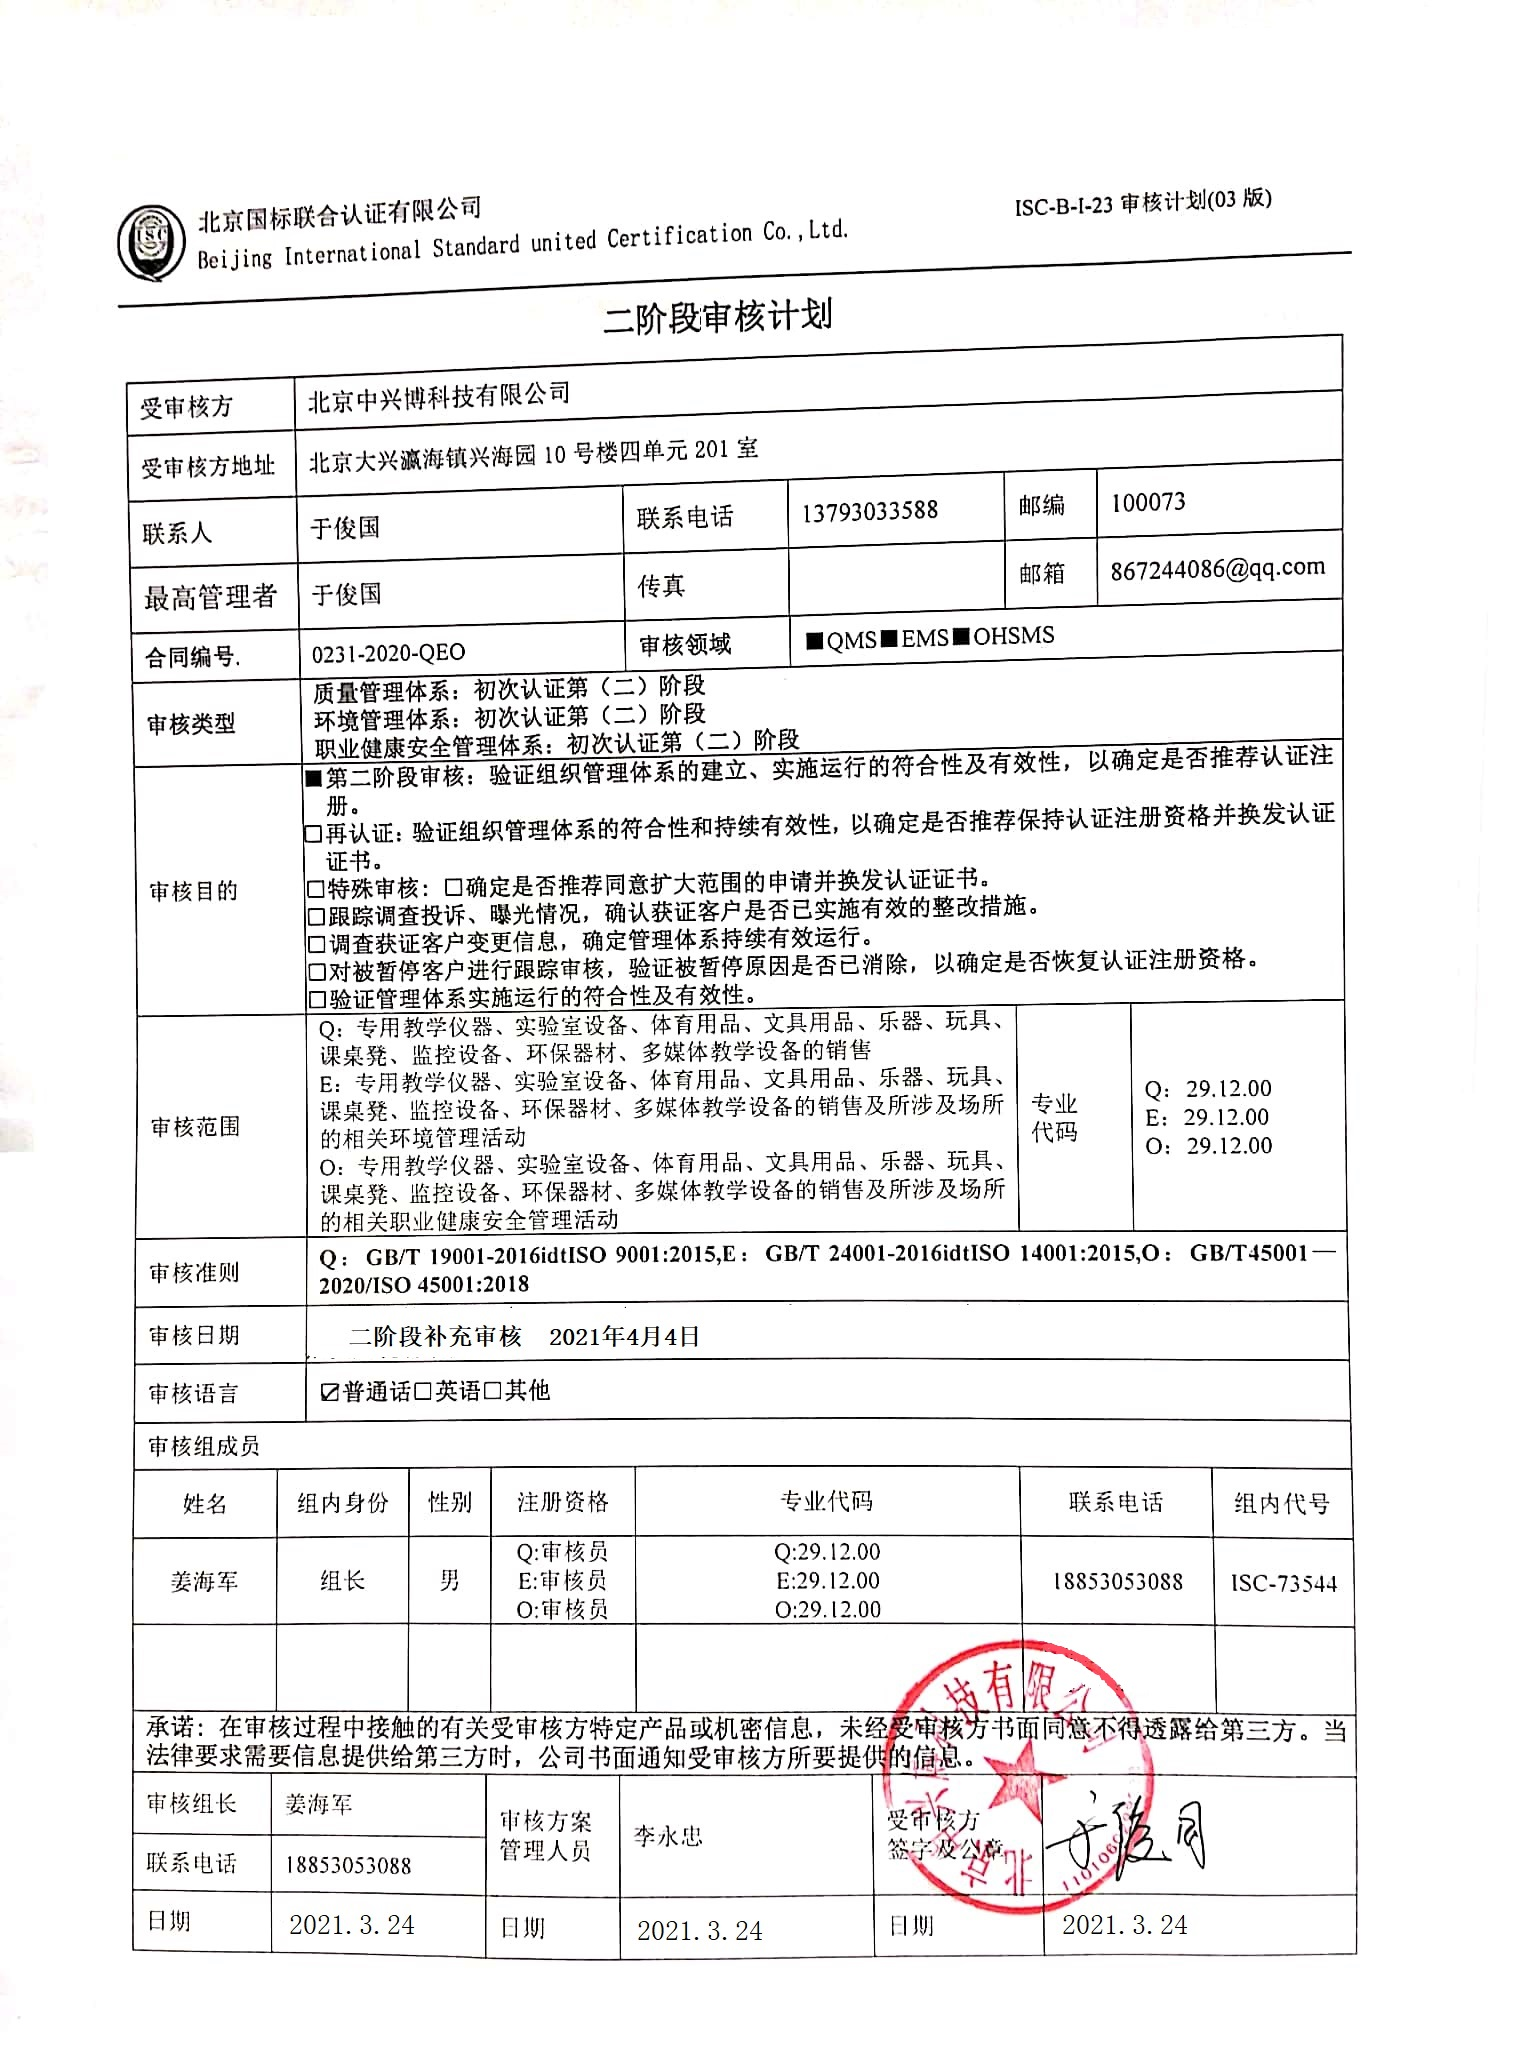 ISC
北京国标联合认证有限公司
Beijing International Standard united Certification Co.,Ltd.
ISC-B-I-23 审核计划(03 版)
二阶段审核计划
受审核方 北京中兴博科技有限公司
受审核方地址 北京大兴瀛海镇兴海园 10 号楼四单元 201 室
联系人 于俊国 联系电话 13793033588 邮编 100073
最高管理者 于俊国 传真 邮箱 867244086@qq.com
合同编号. 0231-2020-QEO 审核领域 ■QMS■EMS■OHSMS
审核类型
质量管理体系：初次认证第（二）阶段
环境管理体系：初次认证第（二）阶段
职业健康安全管理体系：初次认证第（二）阶段
审核目的
■第二阶段审核：验证组织管理体系的建立、实施运行的符合性及有效性，以确定是否推荐认证注
册。
□再认证：验证组织管理体系的符合性和持续有效性，以确定是否推荐保持认证注册资格并换发认证
证书。
□特殊审核：□确定是否推荐同意扩大范围的申请并换发认证证书。
□跟踪调查投诉、曝光情况，确认获证客户是否已实施有效的整改措施。
□调查获证客户变更信息，确定管理体系持续有效运行。
□对被暂停客户进行跟踪审核，验证被暂停原因是否已消除，以确定是否恢复认证注册资格。
□验证管理体系实施运行的符合性及有效性。
审核范围
Q：专用教学仪器、实验室设备、体育用品、文具用品、乐器、玩具、
课桌凳、监控设备、环保器材、多媒体教学设备的销售
E：专用教学仪器、实验室设备、体育用品、文具用品、乐器、玩具、
课桌凳、监控设备、环保器材、多媒体教学设备的销售及所涉及场所
的相关环境管理活动
O：专用教学仪器、实验室设备、体育用品、文具用品、乐器、玩具、
课桌凳、监控设备、环保器材、多媒体教学设备的销售及所涉及场所
的相关职业健康安全管理活动
专业
代码
Q：29.12.00
E：29.12.00
O：29.12.00
审核准则
Q：GB/T 19001-2016idtISO 9001:2015,E：GB/T 24001-2016idtISO 14001:2015,O：GB/T45001—
2020/ISO 45001:2018
审核日期 二阶段补充审核 2021年4月4日
审核语言 ☑普通话□英语□其他
审核组成员
姓名 组内身份 性别 注册资格 专业代码 联系电话 组内代号
姜海军 组长 男
Q:审核员
E:审核员
O:审核员
Q:29.12.00
E:29.12.00
O:29.12.00
18853053088 ISC-73544
承诺：在审核过程中接触的有关受审核方特定产品或机密信息，未经受审核方书面同意不得透露给第三方。当
法律要求需要信息提供给第三方时，公司书面通知受审核方所要提供的信息。
审核组长 姜海军
联系电话 18853053088
审核方案
管理人员
李永忠
受审核方
签字及公章
于俊国
北京中兴博科技有限公司
日期 2021.3.24 日期 2021.3.24 日期 2021.3.24